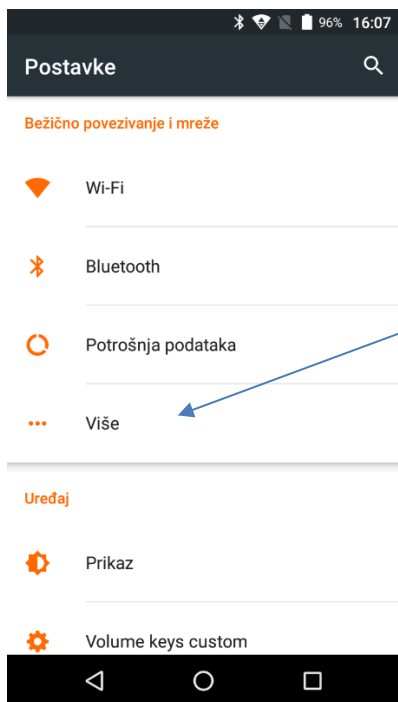 96% 16:07
Postavke
Bežično povezivanje i mreže
Wi-Fi
Bluetooth
Potrošnja podataka
Više
Uređaj
Prikaz
Volume keys custom